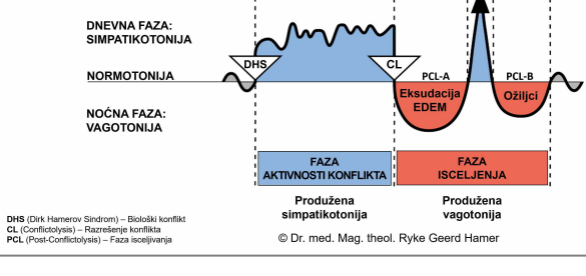 DNEVNA FAZA:
SIMPATIKOTONIJA
DHS
CL
NORMOTONIJA
PCL-A
PCL-B
Eksudacija
EDEM
Ožiljci
NOĆNA FAZA:
VAGOTONIJA
FAZA
AKTIVNOSTI KONFLIKTA
FAZA
ISCELJENJA
Produžena
simpatikotonija
Produžena
vagotonija
DHS (Dirk Hamerov Sindrom) – Biološki konflikt
CL (Conflictolysis) – Razrešenje konflikta
PCL (Post-Conflictolysis) – Faza isceljivanja
© Dr. med. Mag. theol. Ryke Geerd Hamer